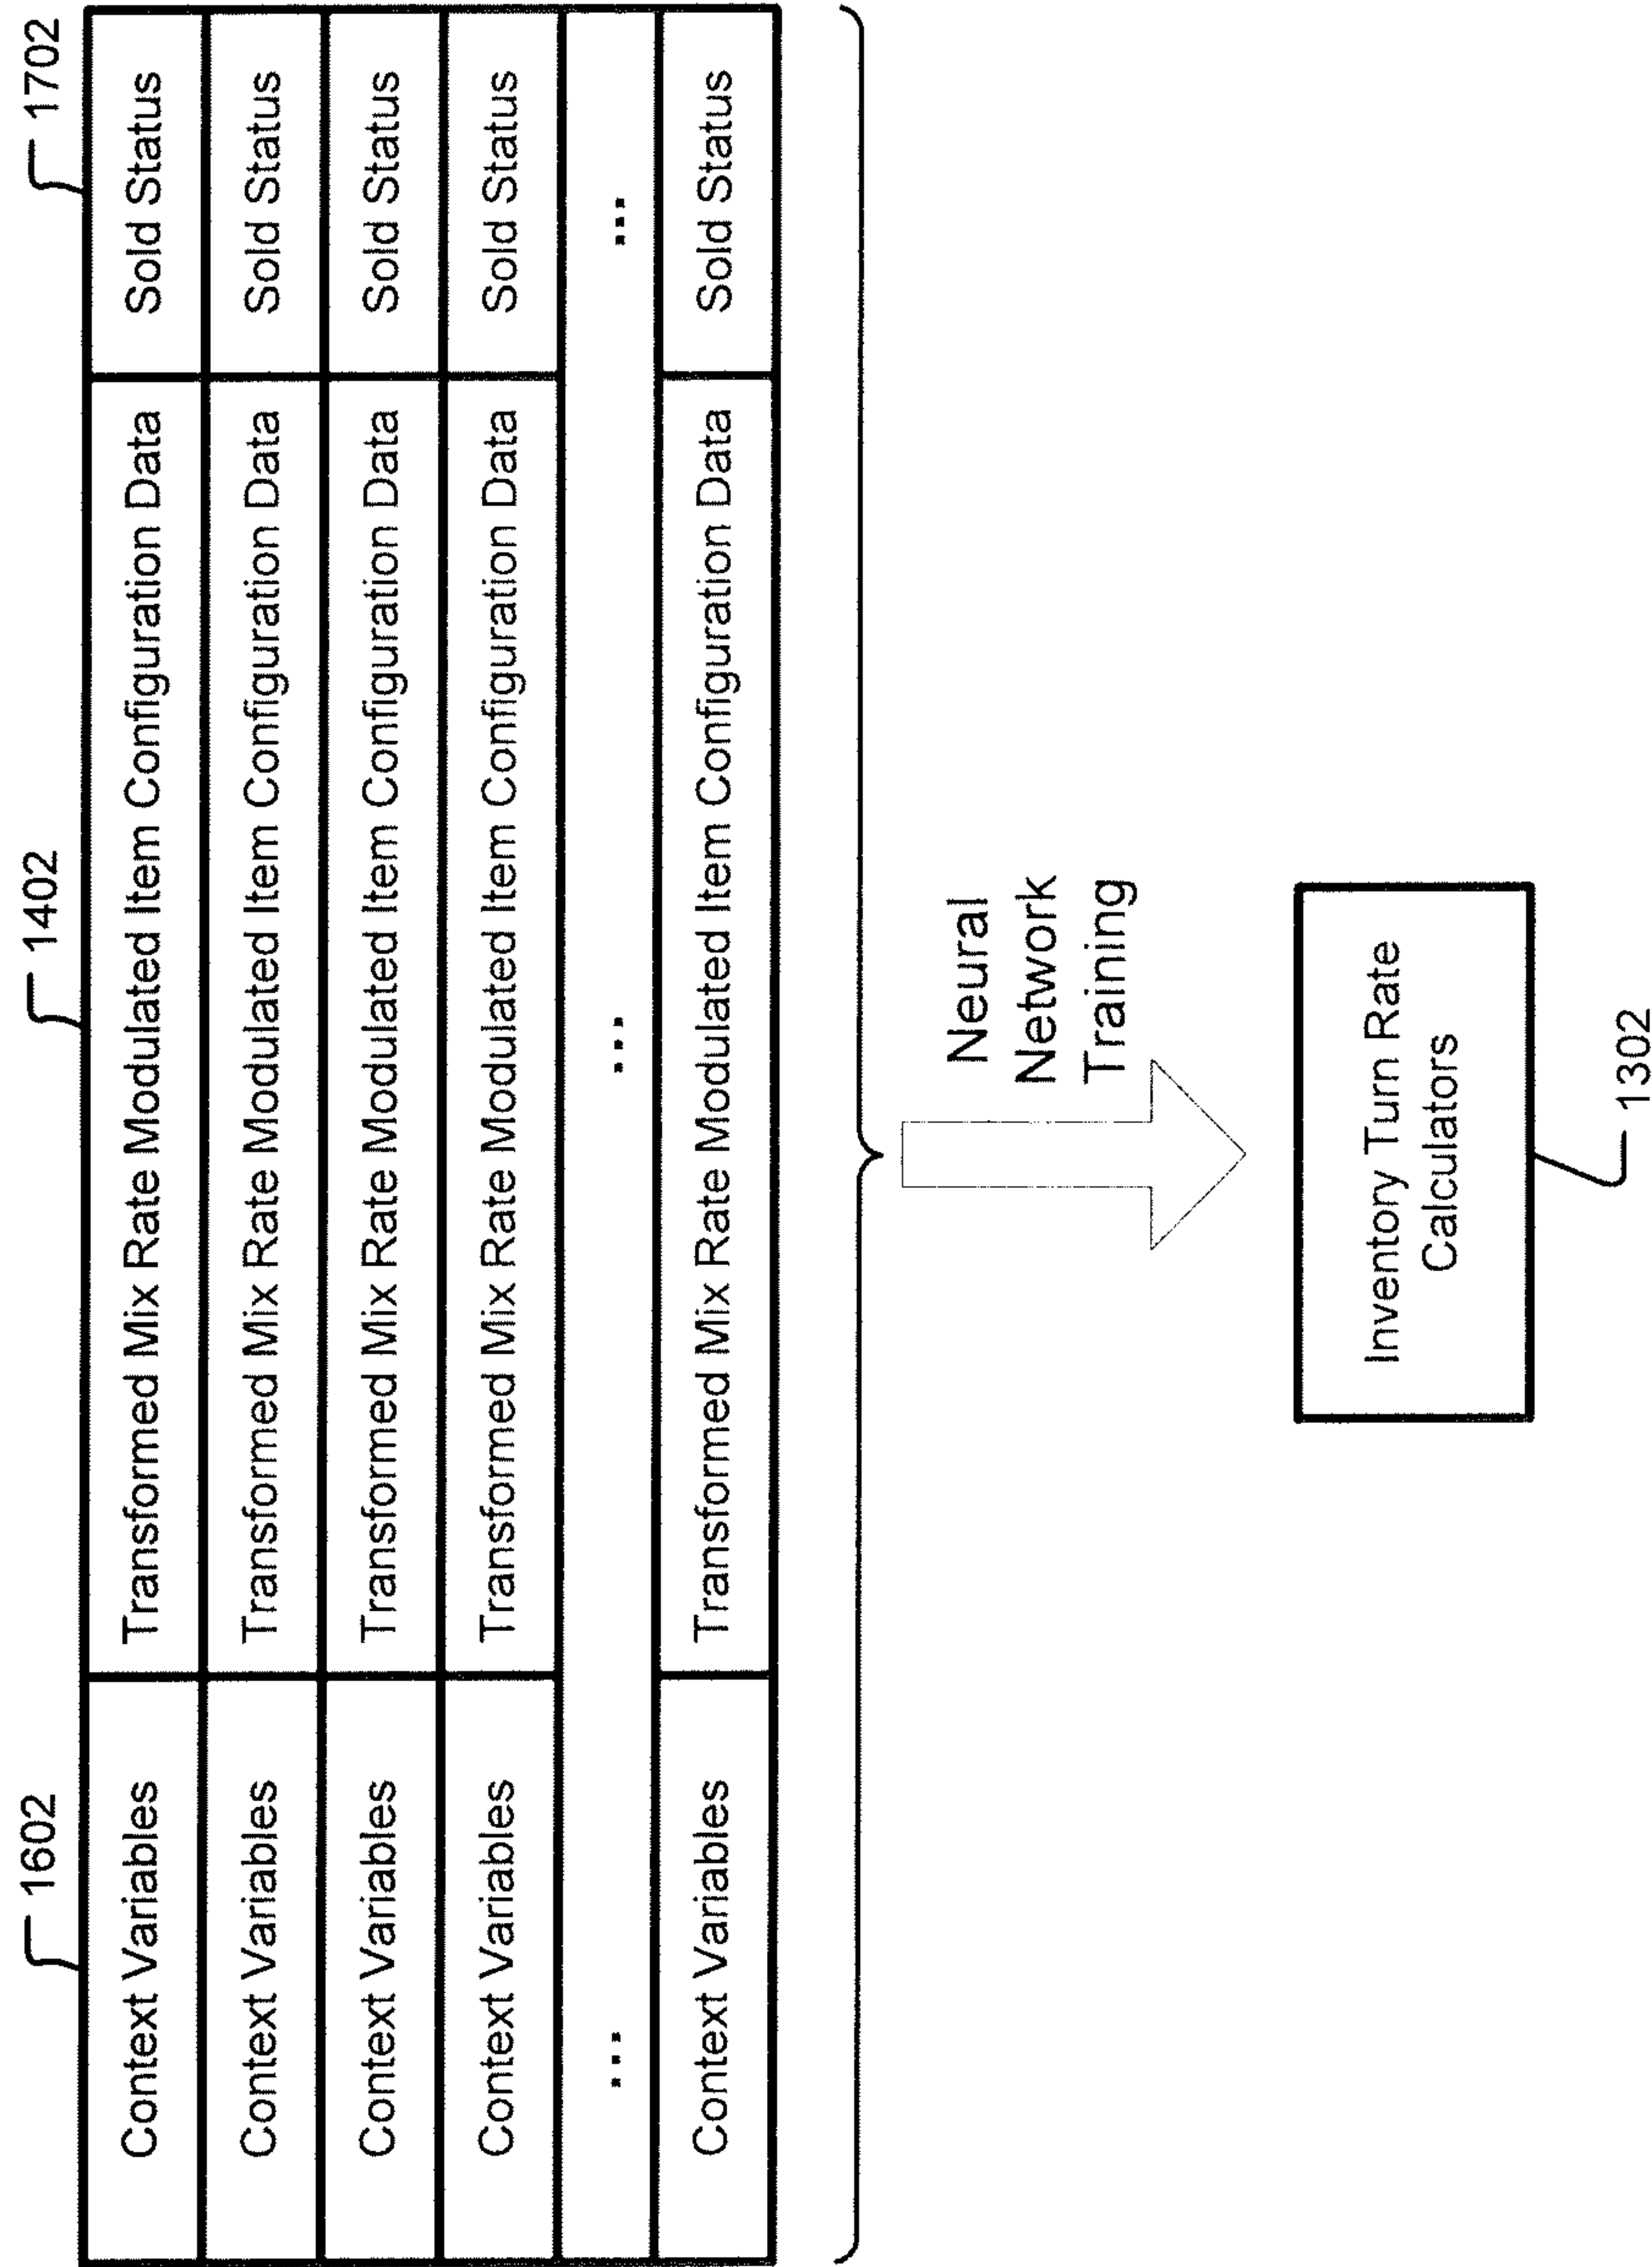 1602
1402
1702
Context Variables Transformed Mix Rate Modulated Item Configuration Data Sold Status
Context Variables Transformed Mix Rate Modulated Item Configuration Data Sold Status
Context Variables Transformed Mix Rate Modulated Item Configuration Data Sold Status
Context Variables Transformed Mix Rate Modulated Item Configuration Data Sold Status
... ... ...
Context Variables Transformed Mix Rate Modulated Item Configuration Data Sold Status
Neural
Network
Training
Inventory Turn Rate
Calculators
1302